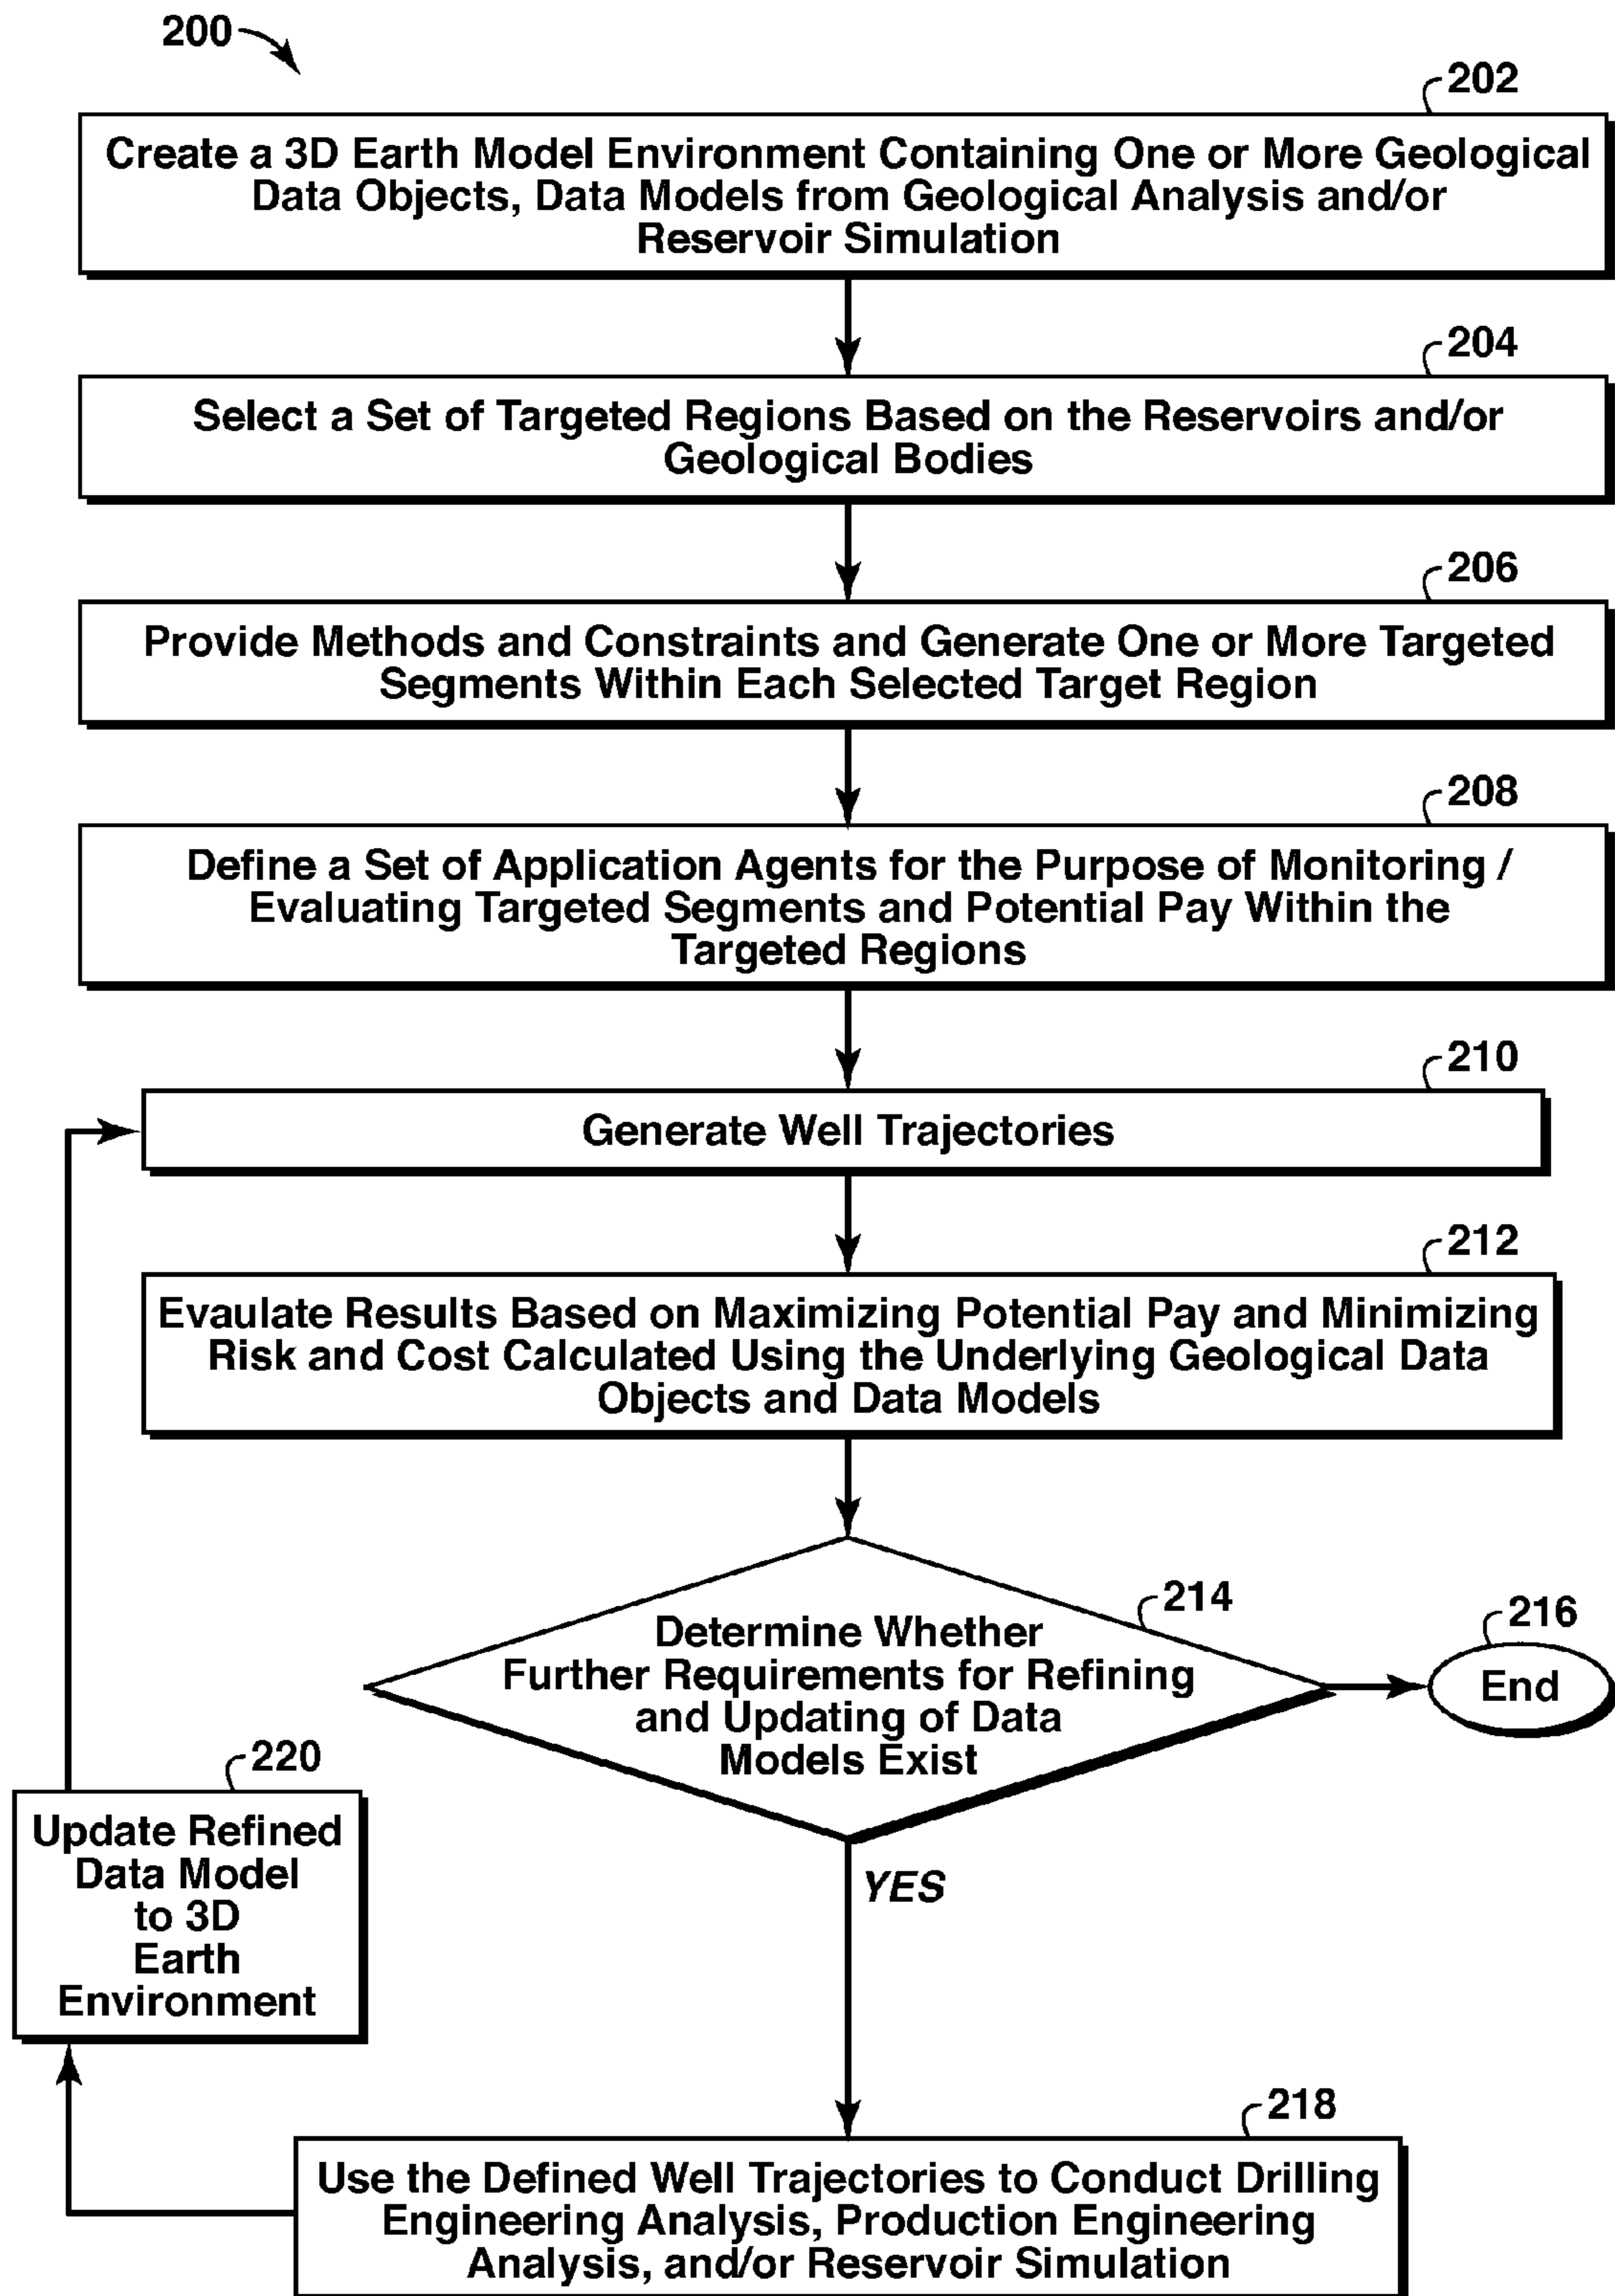 200
202
Create a 3D Earth Model Environment Containing One or More Geological
Data Objects, Data Models from Geological Analysis and/or
Reservoir Simulation
204
Select a Set of Targeted Regions Based on the Reservoirs and/or
Geological Bodies
206
Provide Methods and Constraints and Generate One or More Targeted
Segments Within Each Selected Target Region
208
Define a Set of Application Agents for the Purpose of Monitoring /
Evaluating Targeted Segments and Potential Pay Within the
Targeted Regions
210
Generate Well Trajectories
212
Evaulate Results Based on Maximizing Potential Pay and Minimizing
Risk and Cost Calculated Using the Underlying Geological Data
Objects and Data Models
214
Determine Whether
Further Requirements for Refining
and Updating of Data
Models Exist
216
End
YES
220
Update Refined
Data Model
to 3D
Earth
Environment
218
Use the Defined Well Trajectories to Conduct Drilling
Engineering Analysis, Production Engineering
Analysis, and/or Reservoir Simulation